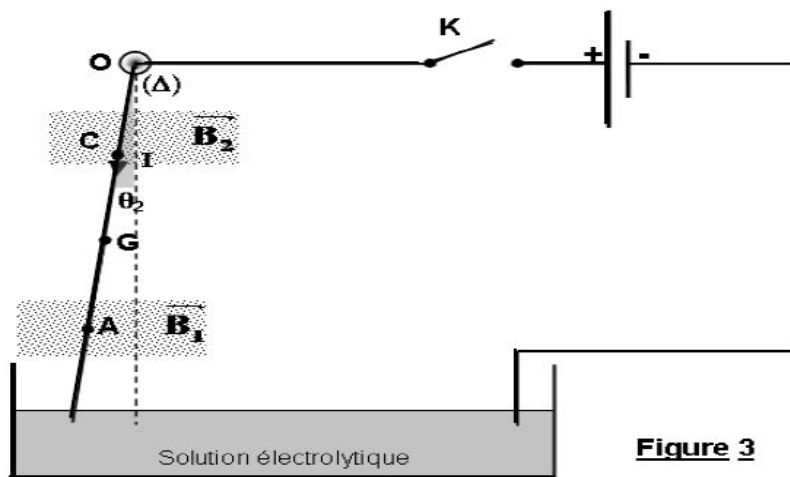 K
O
+ -
(Δ)
C
B₂
I
θ₂
G
A
B₁
Solution électrolytique
Figure 3